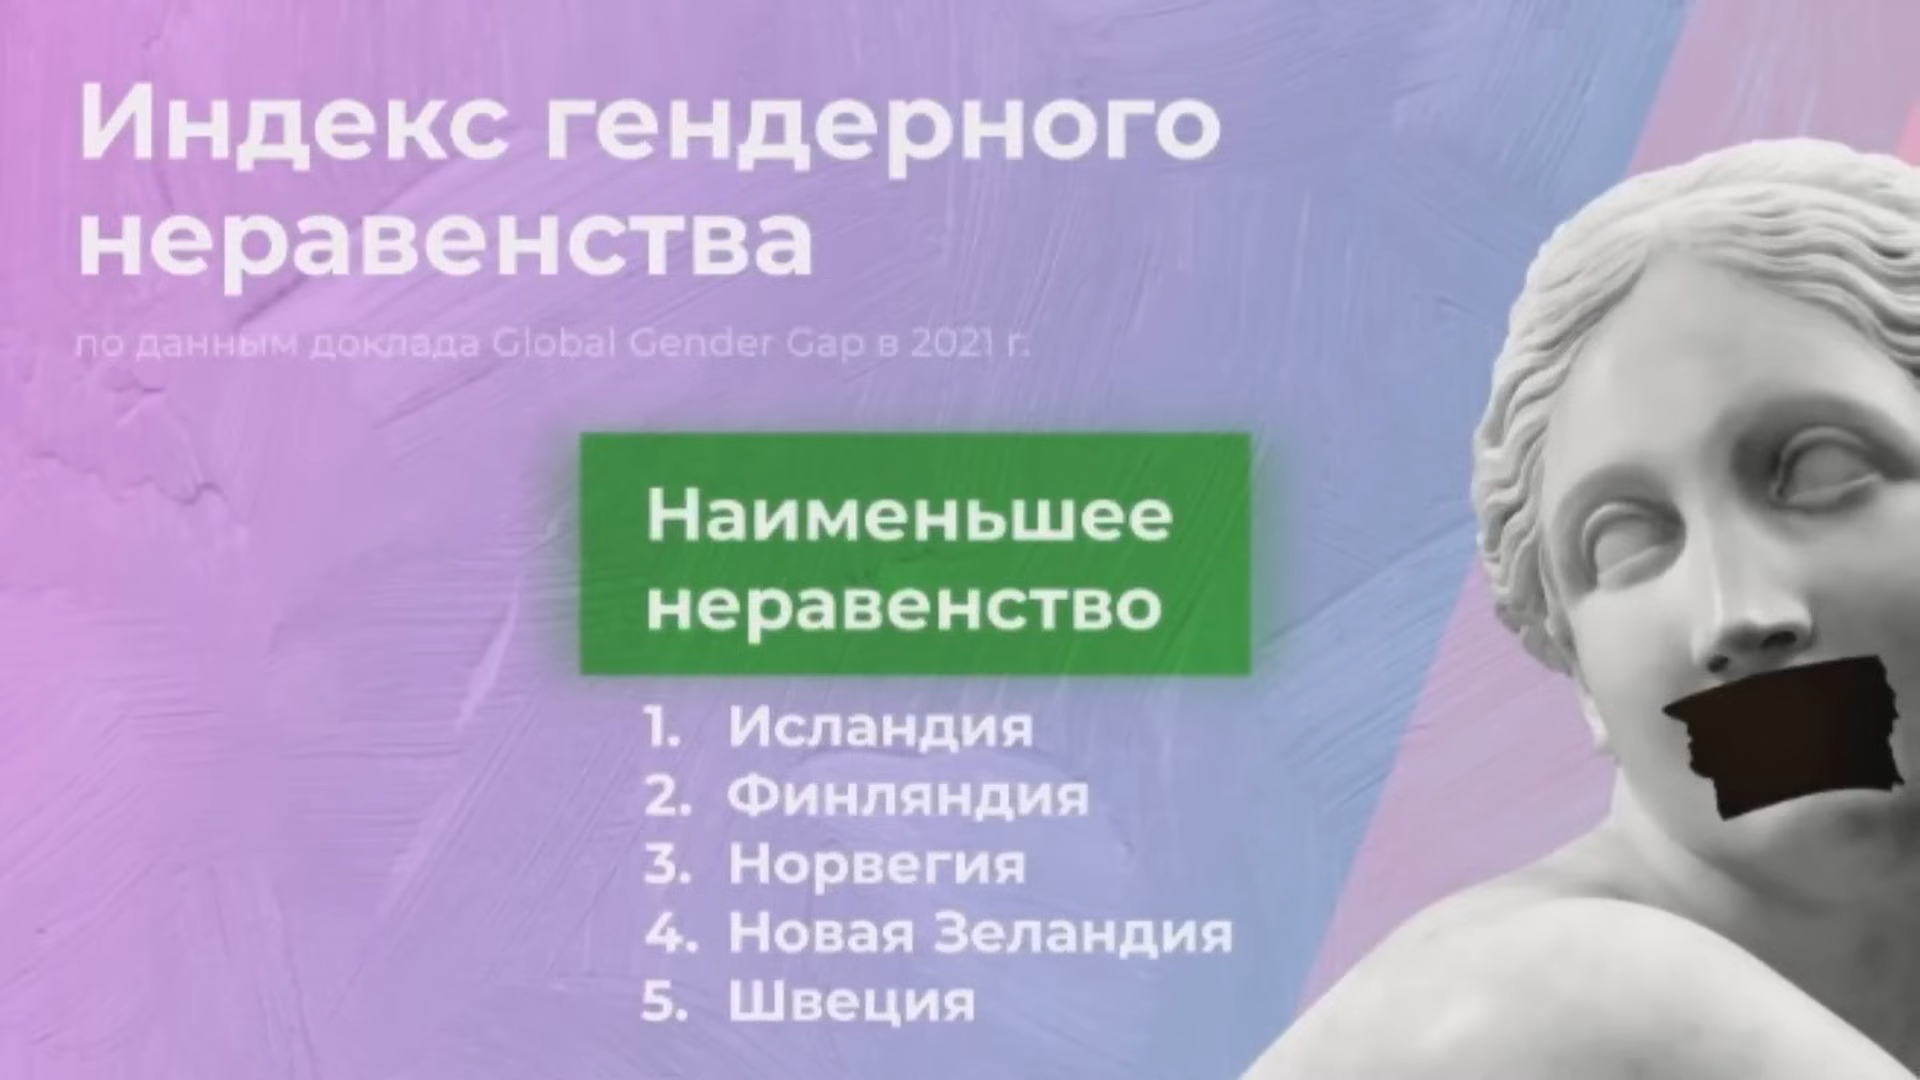 Индекс гендерного
неравенства
по данным доклада Global Gender Gap в 2021 г.
Наименьшее
неравенство
1. Исландия
2. Финляндия
3. Норвегия
4. Новая Зеландия
5. Швеция